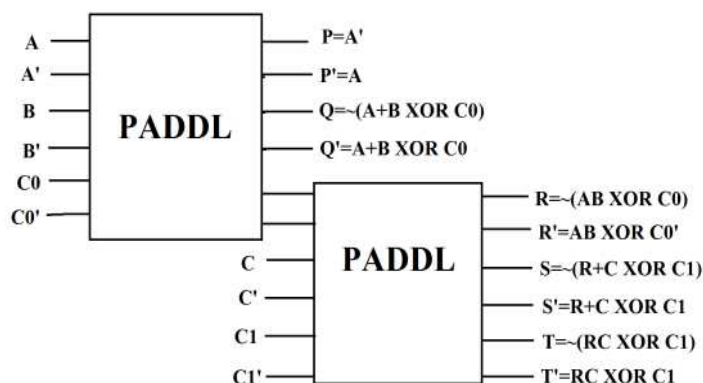 A
A'
B
B'
C0
C0'
PADDL
P=A'
P'=A
Q=~(A+B XOR C0)
Q'=A+B XOR C0
C
C'
C1
C1'
PADDL
R=~(AB XOR C0)
R'=AB XOR C0'
S=~(R+C XOR C1)
S'=R+C XOR C1
T=~(RC XOR C1)
T'=RC XOR C1